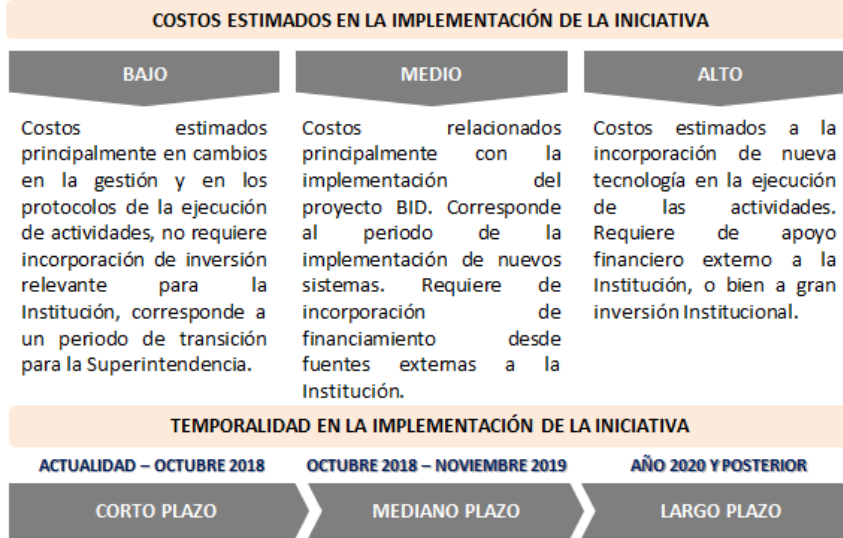 COSTOS ESTIMADOS EN LA IMPLEMENTACIÓN DE LA INICIATIVA
BAJO
Costos estimados
principalmente en cambios
en la gestión y en los
protocolos de la ejecución
de actividades, no requiere
incorporación de inversión
relevante para la
Institución, corresponde a
un periodo de transición
para la Superintendencia.
MEDIO
Costos relacionados
principalmente con la
implementación del
proyecto BID. Corresponde
al periodo de la
implementación de nuevos
sistemas. Requiere de
incorporación de
financiamiento desde
fuentes externas a la
Institución.
ALTO
Costos estimados a la
incorporación de nueva
tecnología en la ejecución
de las actividades.
Requiere de apoyo
financiero externo a la
Institución, o bien a gran
inversión Institucional.
TEMPORALIDAD EN LA IMPLEMENTACIÓN DE LA INICIATIVA
ACTUALIDAD – OCTUBRE 2018
OCTUBRE 2018 – NOVIEMBRE 2019
AÑO 2020 Y POSTERIOR
CORTO PLAZO
MEDIANO PLAZO
LARGO PLAZO